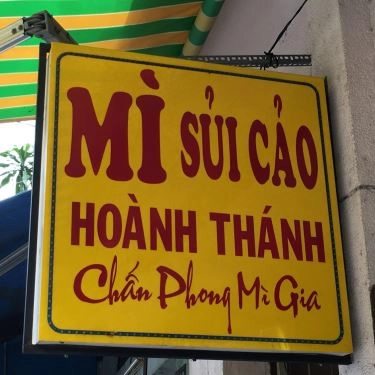 MÌ SỦI CẢO
HOÀNH THÁNH
Chấn Phong Mì Gia